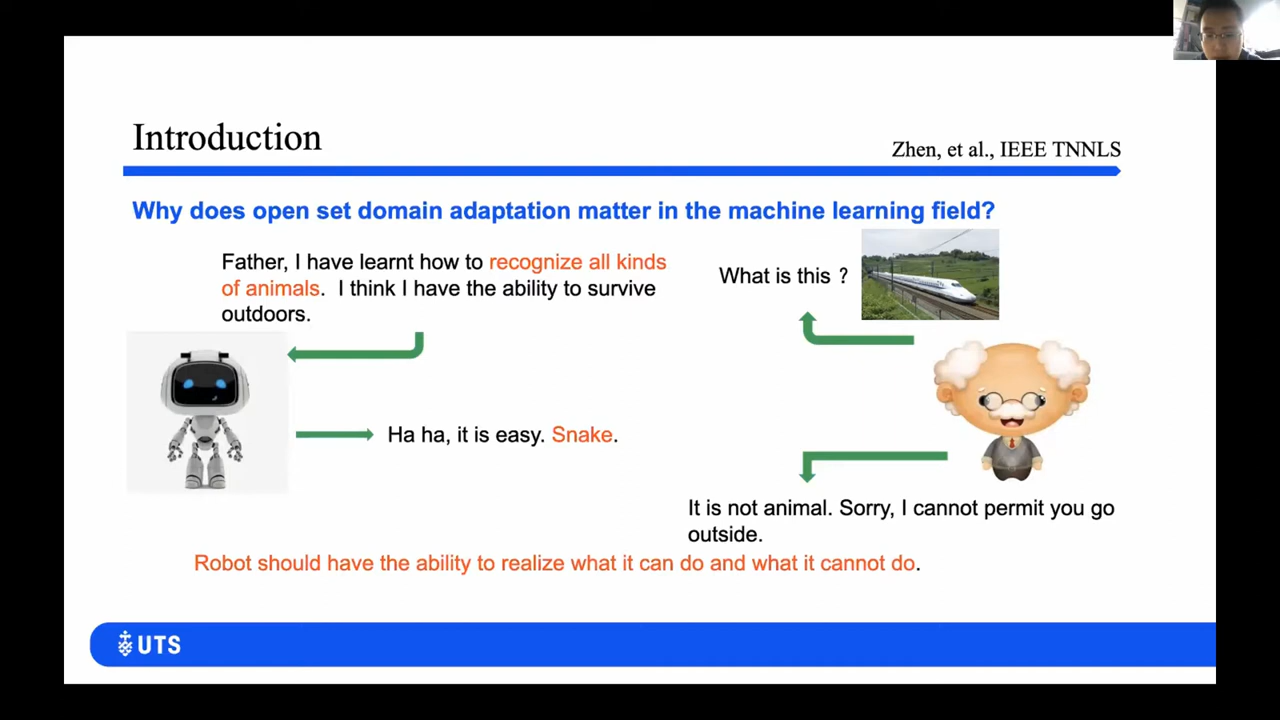 Introduction
Zhen, et al., IEEE TNNLS
Why does open set domain adaptation matter in the machine learning field?
Father, I have learnt how to recognize all kinds
of animals. I think I have the ability to survive
outdoors.
What is this ?
Ha ha, it is easy. Snake.
It is not animal. Sorry, I cannot permit you go
outside.
Robot should have the ability to realize what it can do and what it cannot do.
UTS